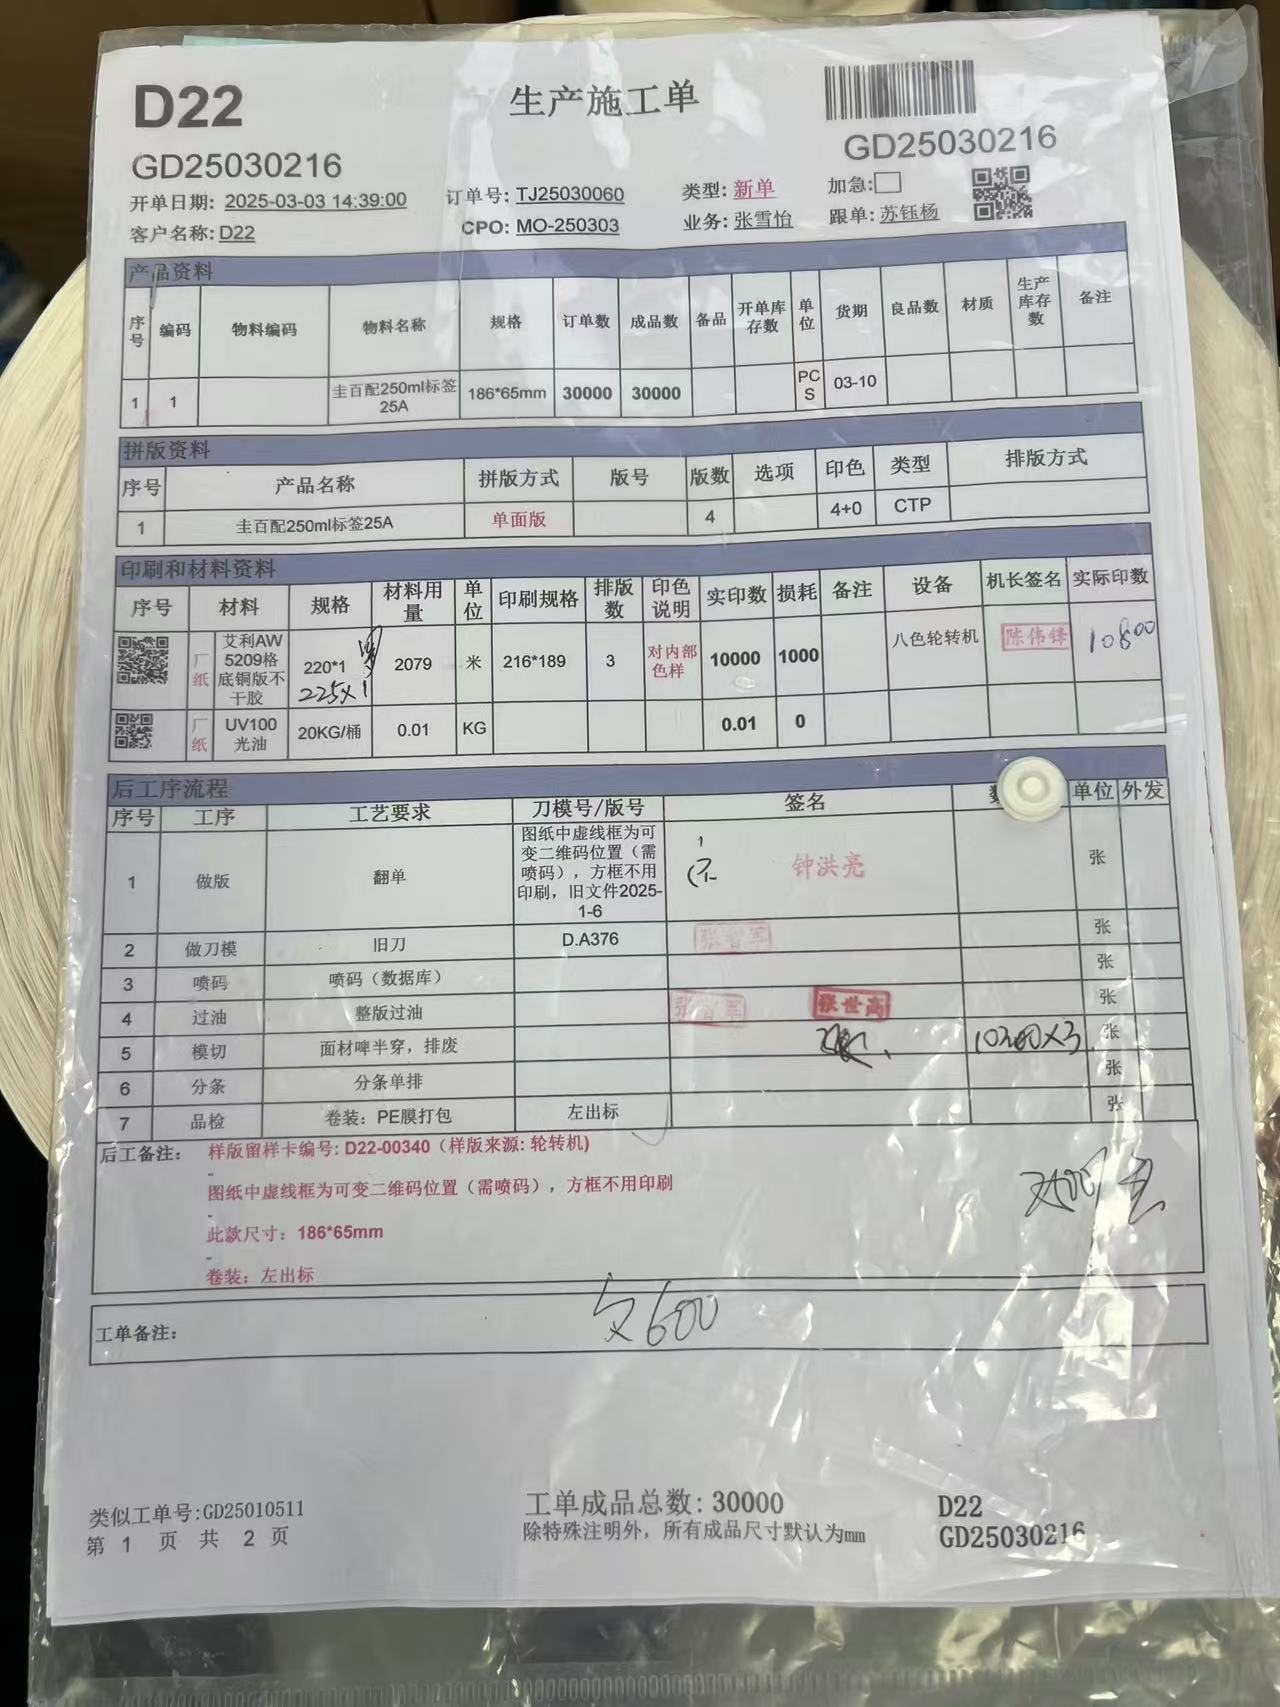 D22
生产施工单
GD25030216
GD25030216
开单日期: 2025-03-03 14:39:00 订单号: TJ25030060 类型: 新单 加急:
客户名称: D22 CPO: MO-250303 业务: 张雪怡 跟单: 苏钰杨
产品资料
序号 编码 物料编码 物料名称 规格 订单数 成品数 备品 开单库存数 单位 货期 良品数 材质 生产库存数 备注
1 1 圭百配250ml标签25A 186*65mm 30000 30000 PCS 03-10
拼版资料
序号 产品名称 拼版方式 版号 版数 选项 印色 类型 排版方式
1 圭百配250ml标签25A 单面版 4 4+0 CTP
印刷和材料资料
序号 材料 规格 材料用量 单位 印刷规格 排版数 印色说明 实印数 损耗 备注 设备 机长签名 实际印数
厂纸 艾利AW5209格底铜版不干胶 220*1 2079 米 216*189 3 对内部色样 10000 1000 八色轮转机 陈伟锋 10800
225×1
厂纸 UV100光油 20KG/桶 0.01 KG 0.01 0
后工序流程
序号 工序 工艺要求 刀模号/版号 签名 单位 外发
1 做版 翻单 图纸中虚线框为可变二维码位置（需喷码），方框不用印刷，旧文件2025-1-6 钟洪亮 张
2 做刀模 旧刀 D.A376 张
3 喷码 喷码（数据库） 张
4 过油 整版过油 张世高 张
5 模切 面材啤半穿，排废 张
6 分条 分条单排 张
7 品检 卷装：PE膜打包 左出标 张
后工备注： 样版留样卡编号: D22-00340（样版来源: 轮转机)
-
图纸中虚线框为可变二维码位置（需喷码），方框不用印刷
-
此款尺寸：186*65mm
-
卷装：左出标
600
工单备注：
类似工单号:GD25010511 工单成品总数: 30000 D22
第 1 页 共 2 页 除特殊注明外，所有成品尺寸默认为mm GD25030216